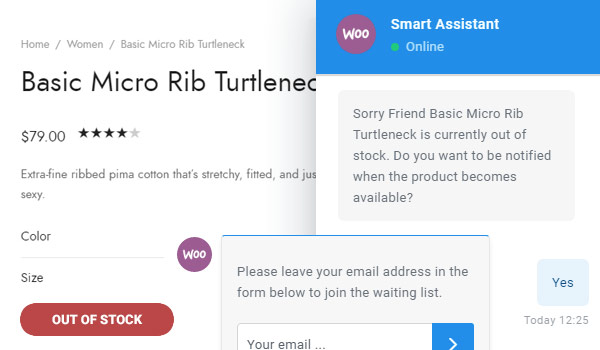 Home / Women / Basic Micro Rib Turtleneck
Basic Micro Rib Turtlenec
$79.00
Extra-fine ribbed pima cotton that's stretchy, fitted, and jus
sexy.
Color
Size
OUT OF STOCK
Woo
Smart Assistant
Online
Sorry Friend Basic Micro Rib
Turtleneck is currently out of
stock. Do you want to be notified
when the product becomes
available?
Yes
Today 12:25
Woo
Please leave your email address in the
form below to join the waiting list.
Your email ...